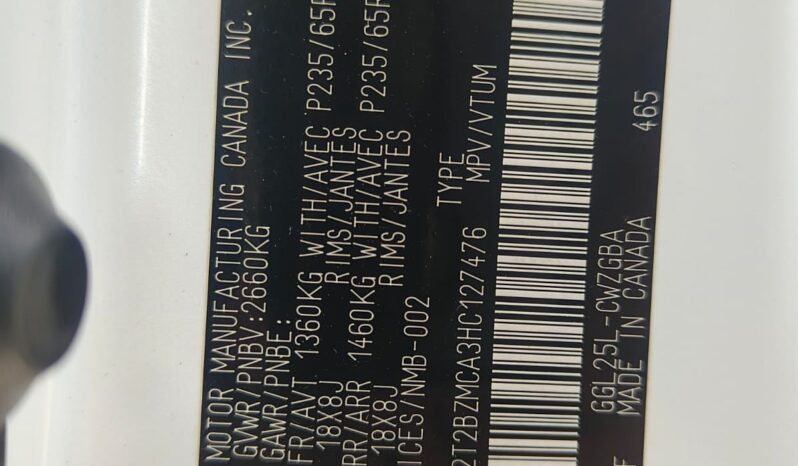 MOTOR MANUFACTURING CANADA INC.
GVWR/PNBV:2660KG
GAWR/PNBE:
FR/AVT 1360KG WITH/AVEC P235/65R
18X8J RIMS/JANTES
RR/ARR 1460KG WITH/AVEC P235/65R
18X8J RIMS/JANTES
ICES/NMB-002
2T2BZMCA3HC127476 TYPE MPV/VTUM
465
GGL25L-CWZGBA
MADE IN CANADA